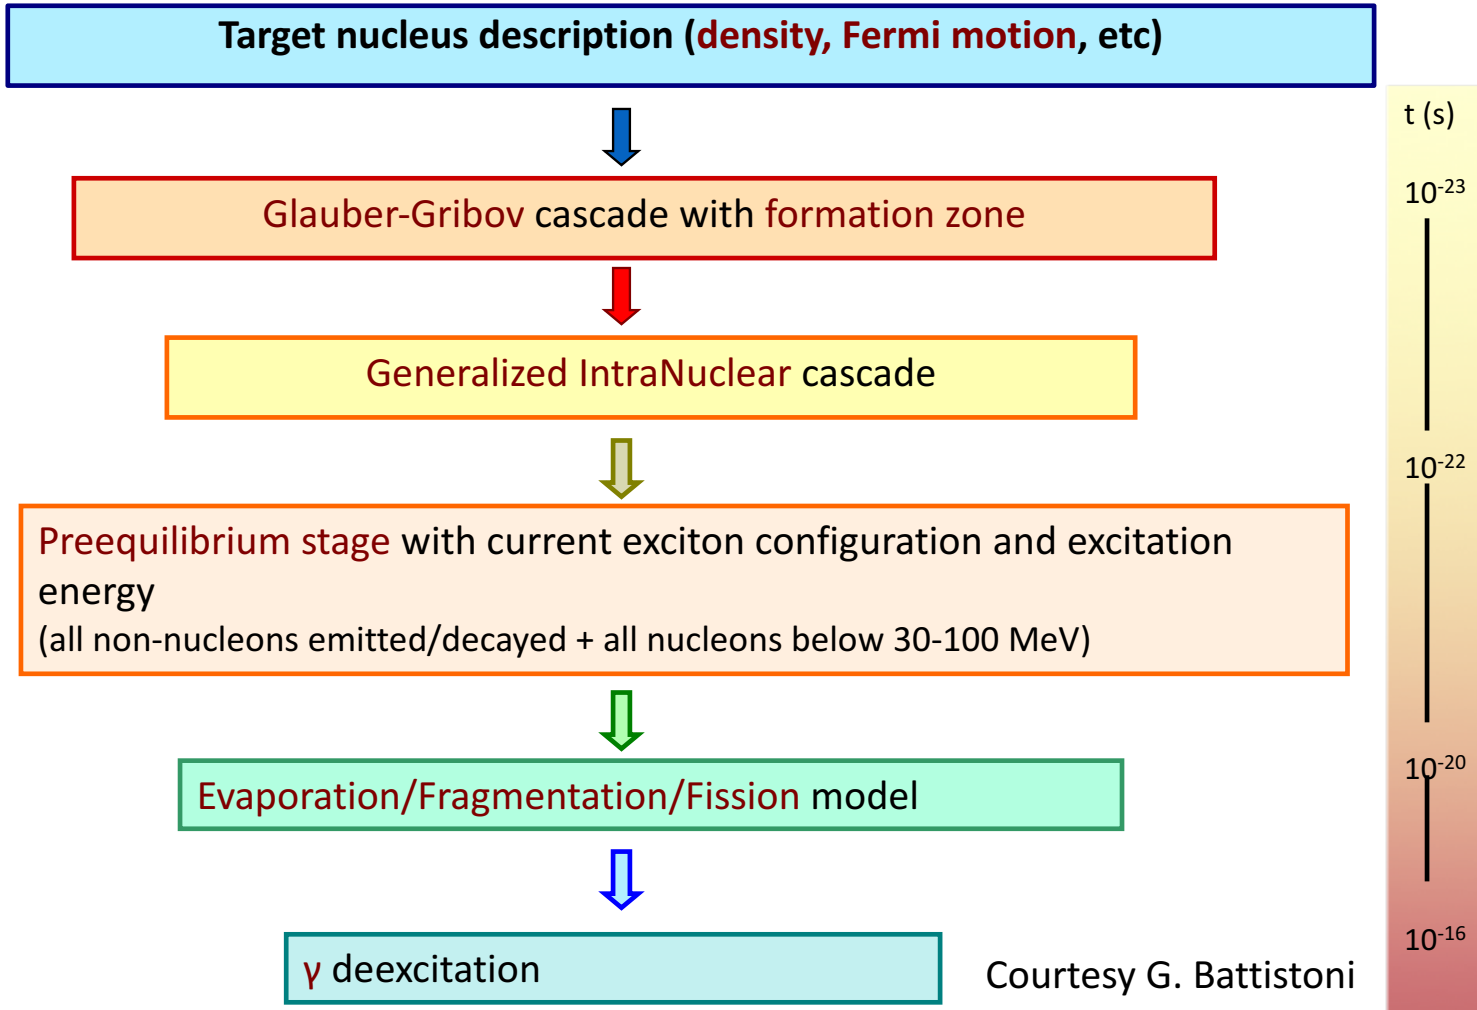 Target nucleus description (density, Fermi motion, etc)
t (s)
10-23
Glauber-Gribov cascade with formation zone
Generalized IntraNuclear cascade
10-22
Preequilibrium stage with current exciton configuration and excitation
energy
(all non-nucleons emitted/decayed + all nucleons below 30-100 MeV)
10-20
Evaporation/Fragmentation/Fission model
10-16
γ deexcitation
Courtesy G. Battistoni